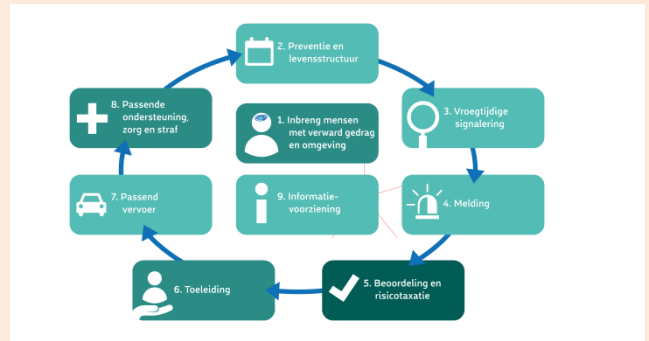 2. Preventie en
levensstructuur
8. Passende
ondersteuning,
zorg en straf
1. Inbreng mensen
met verward gedrag
en omgeving
3. Vroegtijdige
signalering
7. Passend
vervoer
9. Informatie-
voorziening
4. Melding
6. Toeleiding
5. Beoordeling en
risicotaxatie